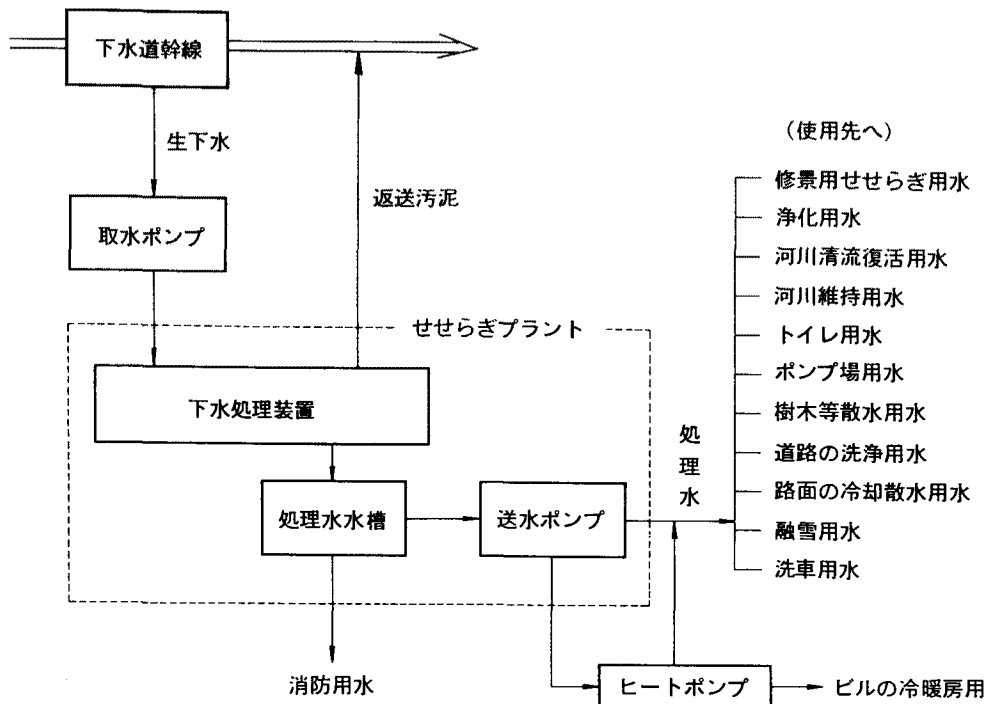 下水道幹線
生下水
返送汚泥
取水ポンプ
せせらぎプラント
下水処理装置
処理水水槽
送水ポンプ
処理水
(使用先へ)
修景用せせらぎ用水
浄化用水
河川清流復活用水
河川維持用水
トイレ用水
ポンプ場用水
樹木等散水用水
道路の洗浄用水
路面の冷却散水用水
融雪用水
洗車用水
消防用水
ヒートポンプ
ビルの冷暖房用